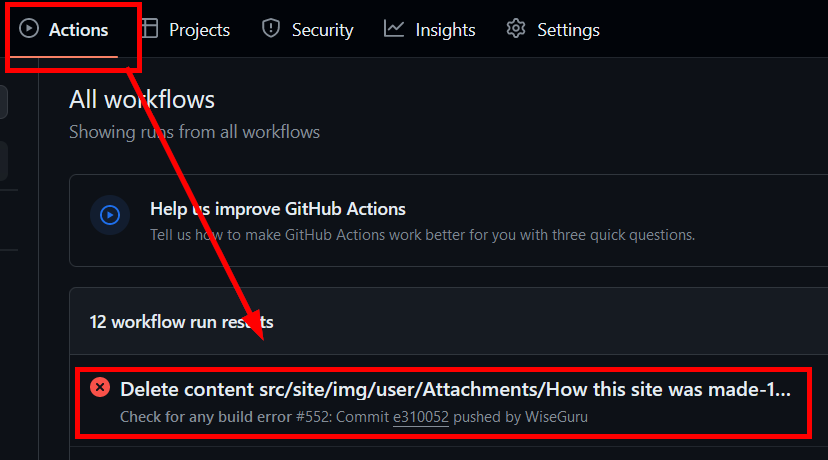 Actions Projects Security Insights Settings
All workflows
Showing runs from all workflows
Help us improve GitHub Actions
Tell us how to make GitHub Actions work better for you with three quick questions.
12 workflow run results
Delete content src/site/img/user/Attachments/How this site was made-1...
Check for any build error #552: Commit e310052 pushed by WiseGuru